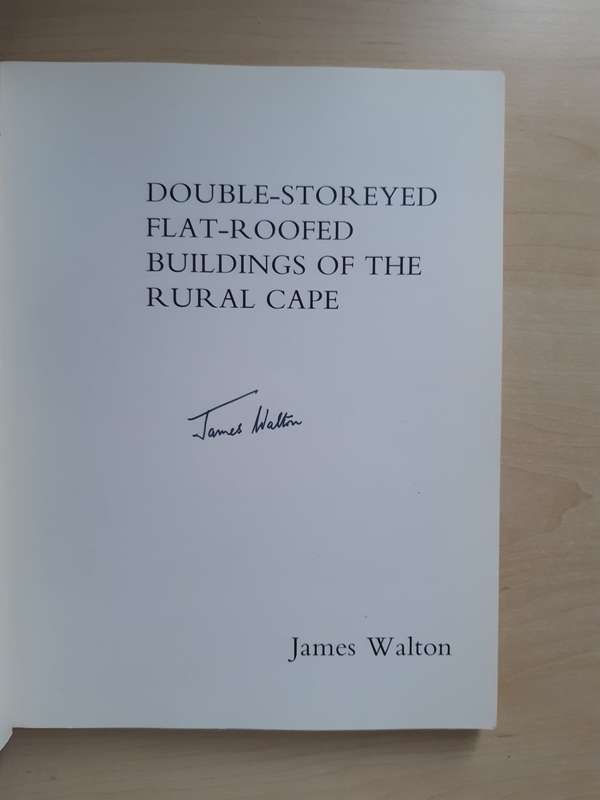 DOUBLE-STOREYED
FLAT-ROOFED
BUILDINGS OF THE
RURAL CAPE
James Walton
James Walton